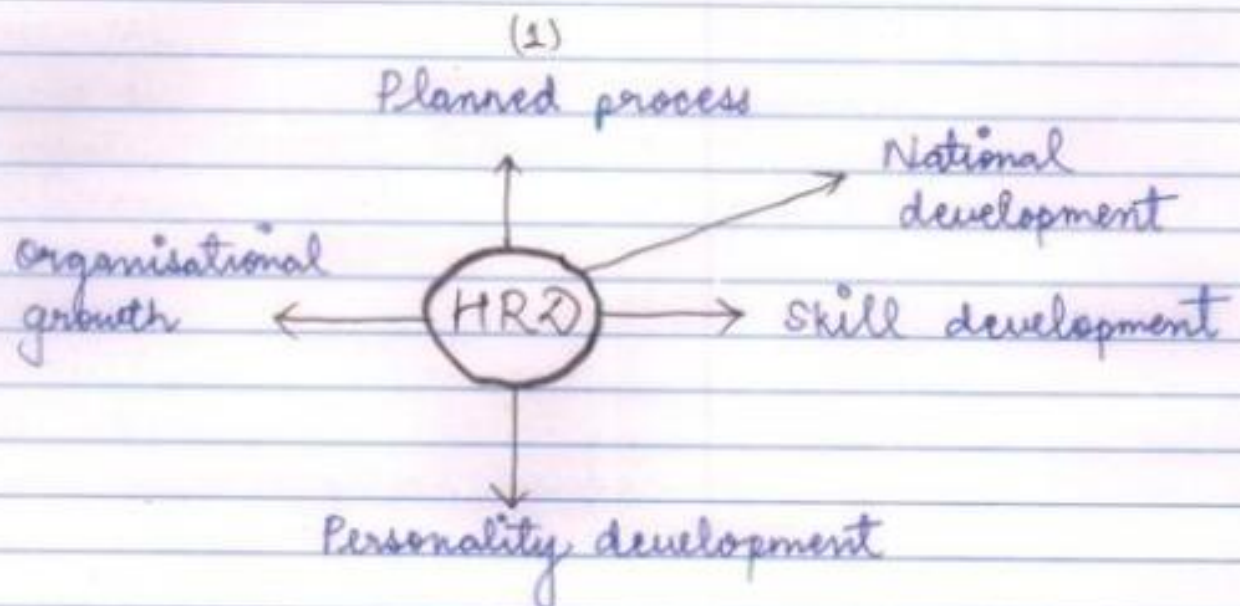 (1)
Planned process
National
development
Organisational
growth
HRD
Skill development
Personality development